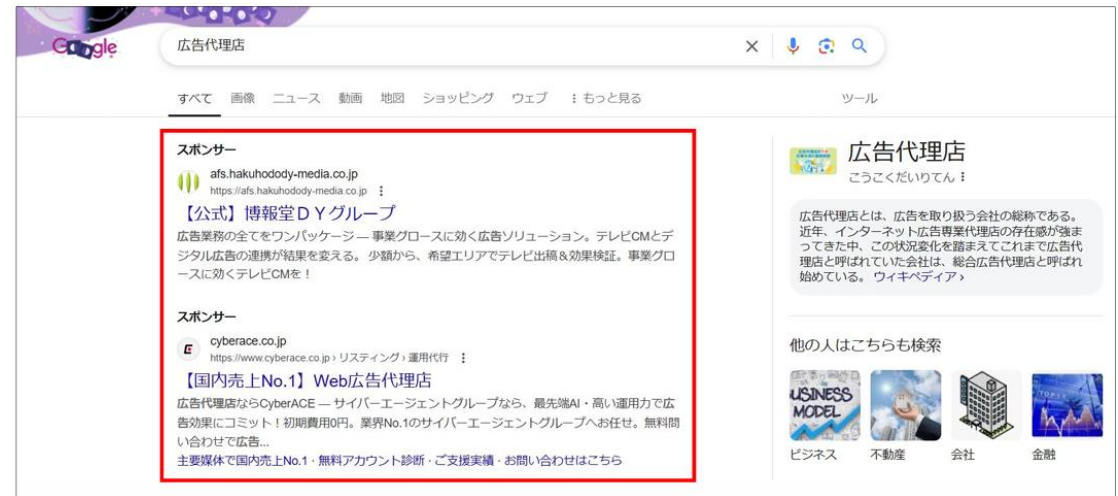 Google
広告代理店
すべて 画像 ニュース 動画 地図 ショッピング ウェブ ⋮ もっと見る ツール
スポンサー
afs.hakuhodody-media.co.jp
https://afs.hakuhodody-media.co.jp ⋮
【公式】博報堂ＤＹグループ
広告業務の全てをワンパッケージ — 事業グロースに効く広告ソリューション。テレビCMとデ
ジタル広告の連携が結果を変える。 少額から、希望エリアでテレビ出稿＆効果検証。事業グロ
ースに効くテレビCMを！
スポンサー
cyberace.co.jp
https://www.cyberace.co.jp › リスティング › 運用代行 ⋮
【国内売上No.1】Web広告代理店
広告代理店ならCyberACE — サイバーエージェントグループなら、最先端AI・高い運用力で広
告効果にコミット！初期費用0円。業界No.1のサイバーエージェントグループへお任せ。無料問
い合わせで広告...
主要媒体で国内売上No.1 · 無料アカウント診断 · ご支援実績 · お問い合わせはこちら
広告代理店
こうこくだいりてん ⋮
広告代理店とは、広告を取り扱う会社の総称である。
近年、インターネット広告専業代理店の存在感が強ま
ってきた中、この状況変化を踏まえてこれまで広告代
理店と呼ばれていた会社は、総合広告代理店と呼ばれ
始めている。 ウィキペディア ›
他の人はこちらも検索
BUSINESS
MODEL
ビジネス 不動産 会社 金融